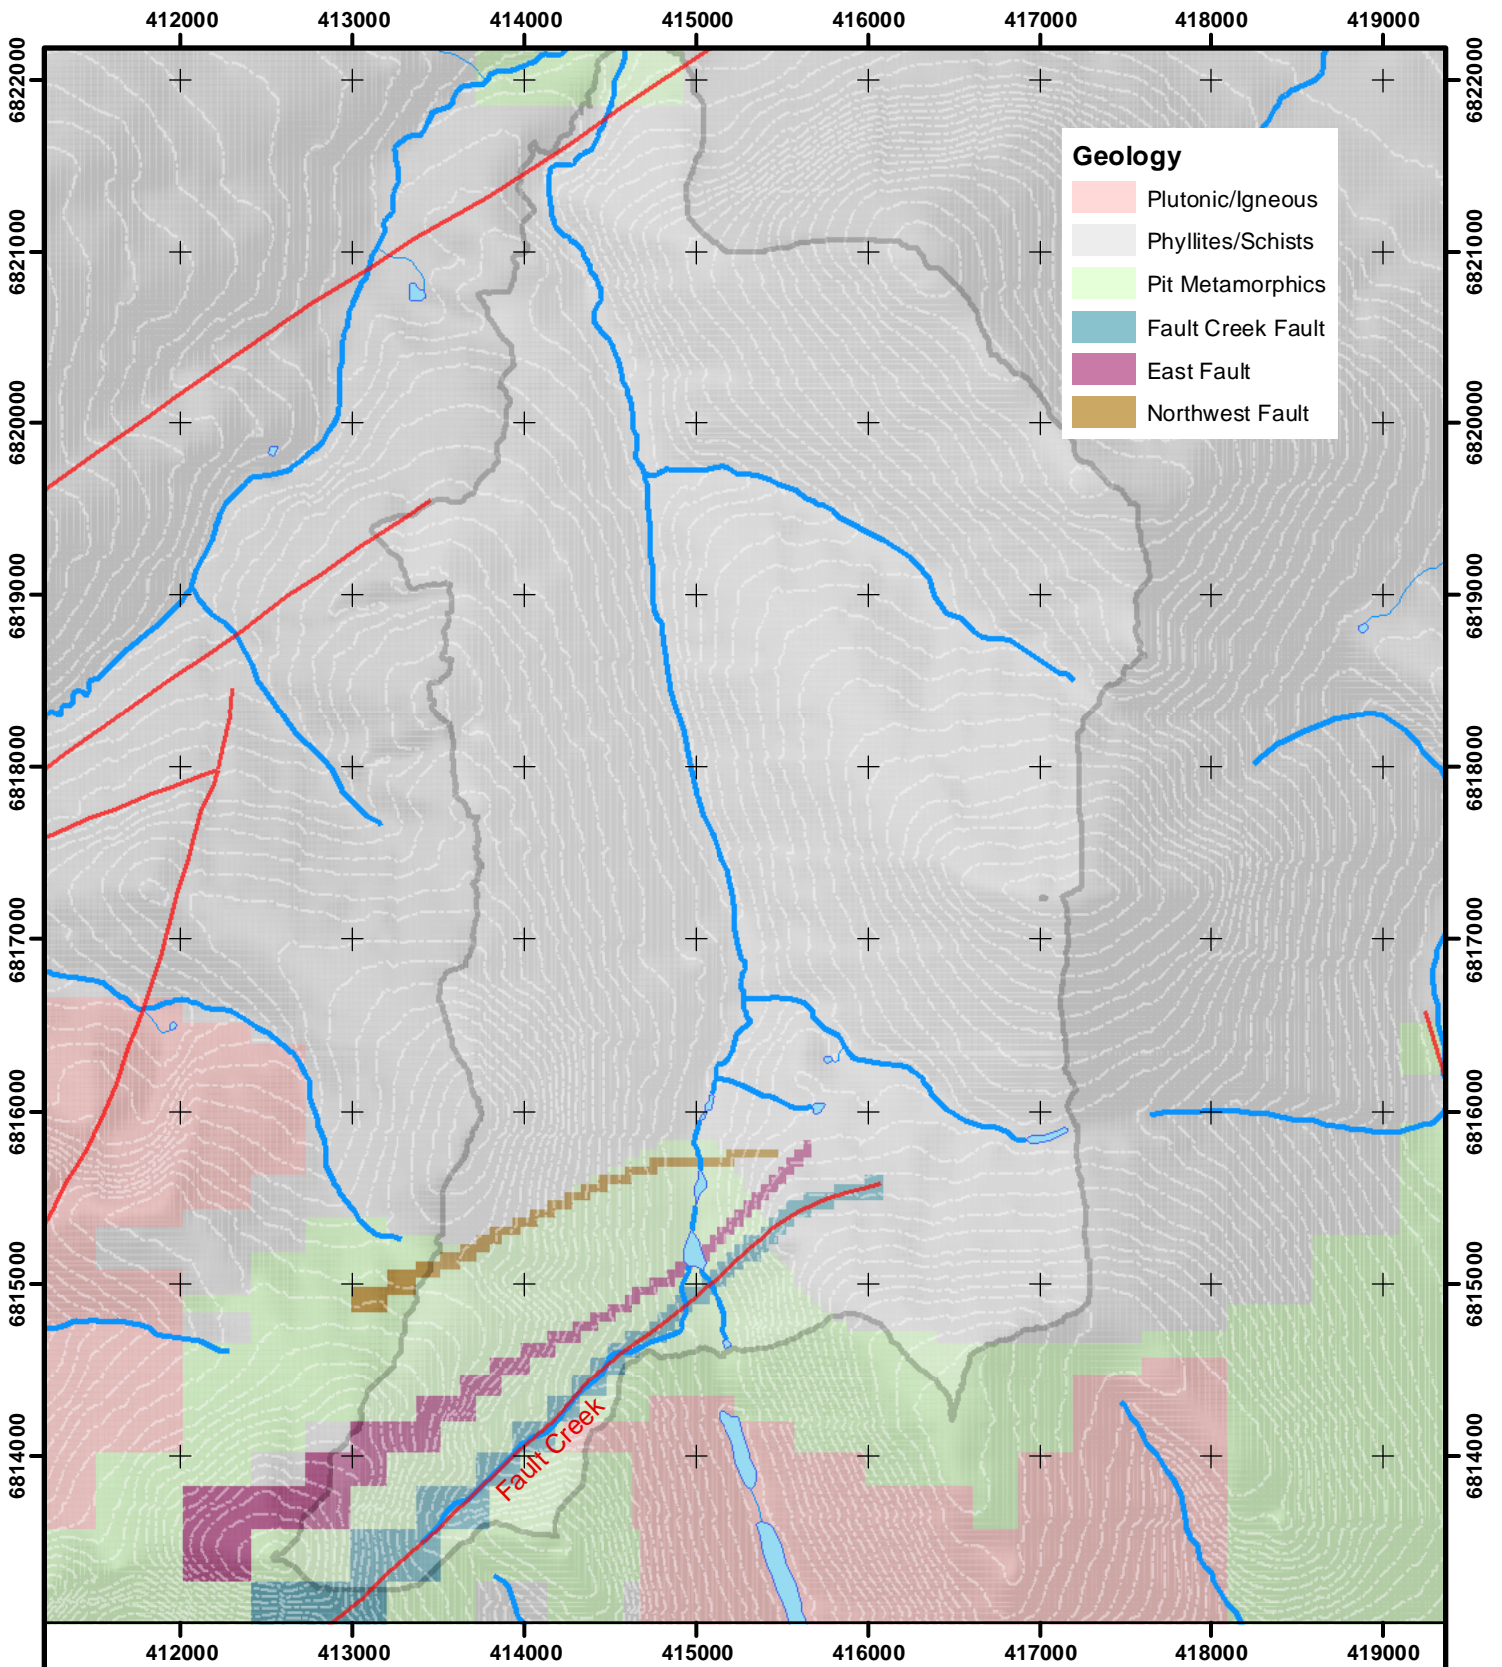 412000 413000 414000 415000 416000 417000 418000 419000
6822000 6822000
Geology
Plutonic/Igneous
Phyllites/Schists
Pit Metamorphics
Fault Creek Fault
East Fault
Northwest Fault
6821000 6821000
6820000 6820000
6819000 6819000
6818000 6818000
6817000 6817000
6816000 6816000
6815000 6815000
6814000 6814000
Fault Creek
412000 413000 414000 415000 416000 417000 418000 419000